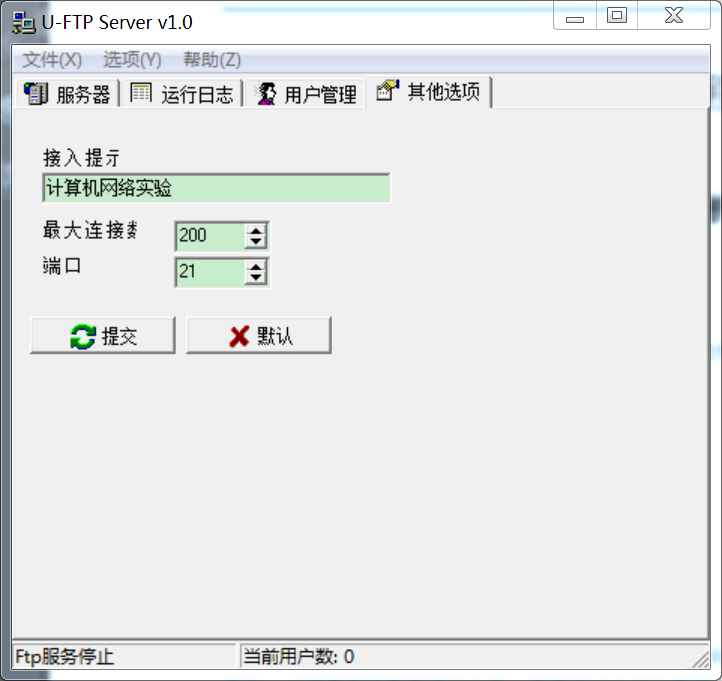 U-FTP Server v1.0
文件(X) 选项(Y) 帮助(Z)
服务器 运行日志 用户管理 其他选项
接入提示
计算机网络实验
最大连接数 200
端口 21
提交 默认
Ftp服务停止 当前用户数: 0